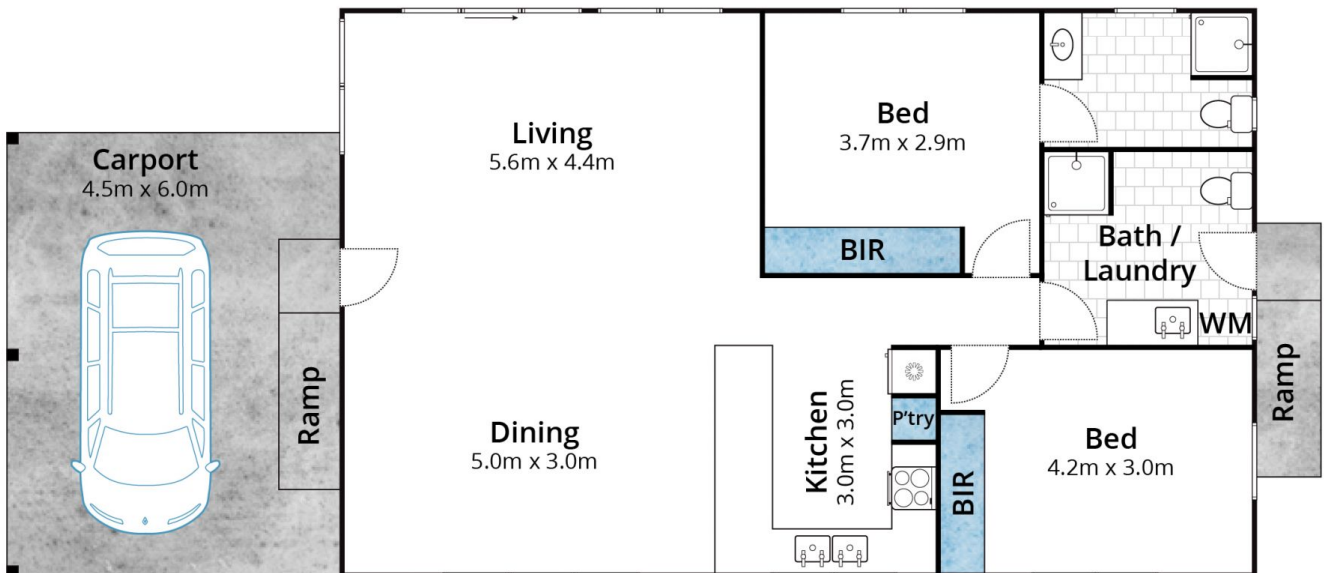 Carport
4.5m x 6.0m
Ramp
Living
5.6m x 4.4m
Dining
5.0m x 3.0m
Kitchen
3.0m x 3.0m
P'try
Bed
3.7m x 2.9m
BIR
Bath /
Laundry
WM
Bed
4.2m x 3.0m
BIR
Ramp